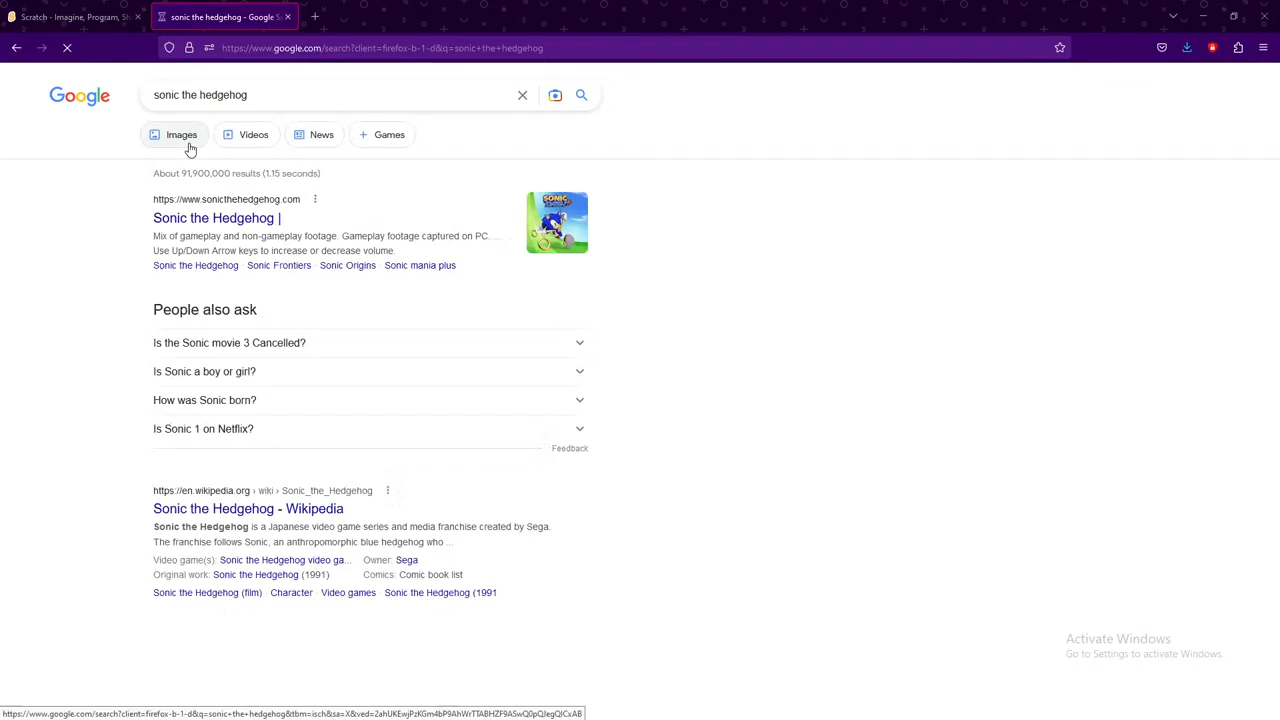 Scratch - Imagine, Program, Sh
sonic the hedgehog - Google Se
https://www.google.com/search?client=firefox-b-1-d&q=sonic+the+hedgehog
Google
sonic the hedgehog
Images
Videos
News
Games
About 91,900,000 results (1.15 seconds)
https://www.sonicthehedgehog.com
Sonic the Hedgehog |
Mix of gameplay and non-gameplay footage. Gameplay footage captured on PC. ...
Use Up/Down Arrow keys to increase or decrease volume.
Sonic the Hedgehog · Sonic Frontiers · Sonic Origins · Sonic mania plus
SONIC
People also ask
Is the Sonic movie 3 Cancelled?
Is Sonic a boy or girl?
How was Sonic born?
Is Sonic 1 on Netflix?
Feedback
https://en.wikipedia.org › wiki › Sonic_the_Hedgehog
Sonic the Hedgehog - Wikipedia
Sonic the Hedgehog is a Japanese video game series and media franchise created by Sega.
The franchise follows Sonic, an anthropomorphic blue hedgehog who ...
Video game(s): Sonic the Hedgehog video ga... Owner: Sega
Original work: Sonic the Hedgehog (1991) Comics: Comic book list
Sonic the Hedgehog (film) · Character · Video games · Sonic the Hedgehog (1991
Activate Windows
Go to Settings to activate Windows.